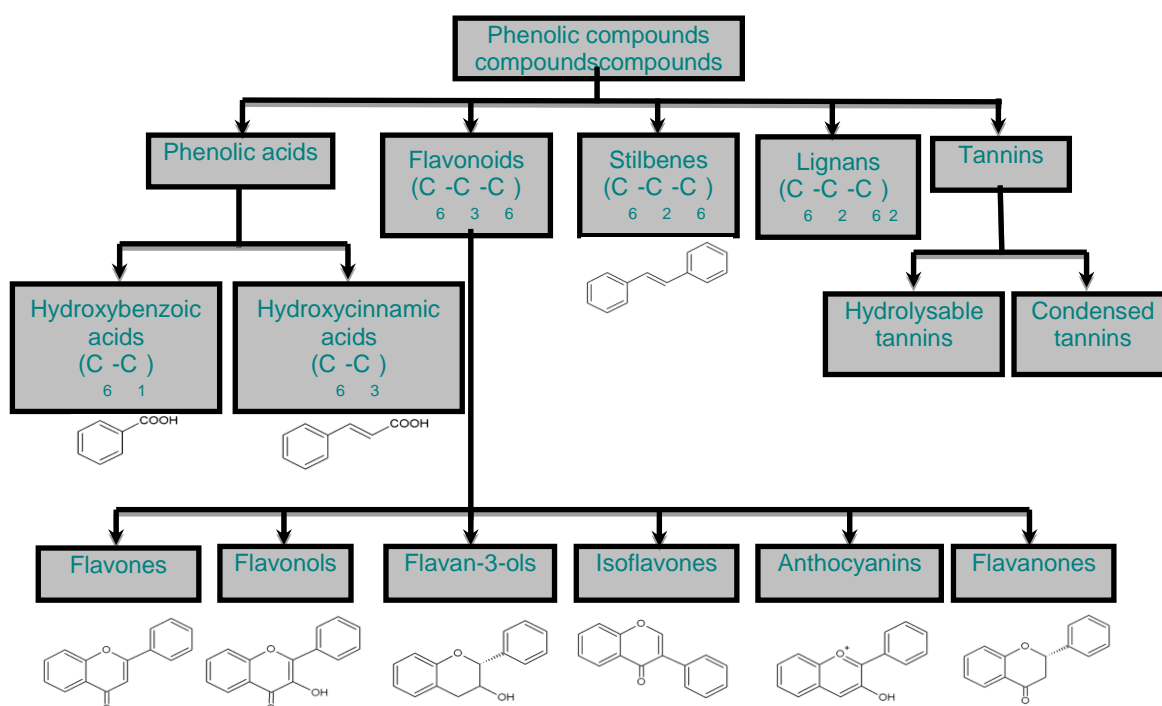 Phenolic compounds
compoundscompounds
Phenolic acids
Flavonoids
(C -C -C )
6 3 6
Stilbenes
(C -C -C )
6 2 6
Lignans
(C -C -C )
6 2 6 2
Tannins
Hydroxybenzoic
acids
(C -C )
6 1
Hydroxycinnamic
acids
(C -C )
6 3
Hydrolysable
tannins
Condensed
tannins
COOH
COOH
Flavones
Flavonols
Flavan-3-ols
Isoflavones
Anthocyanins
Flavanones
O
O
O
OH
O
OH
O
O
O+
OH
O
O